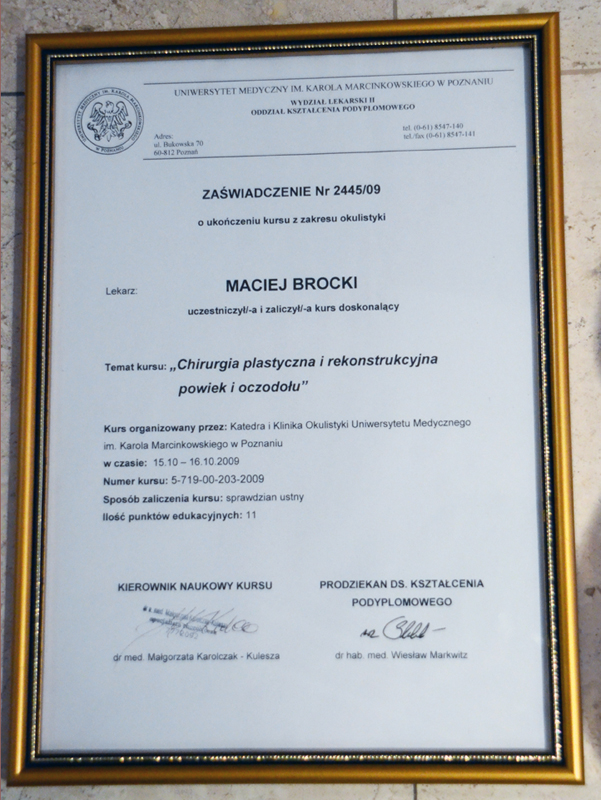 UNIWERSYTET MEDYCZNY IM. KAROLA MARCINKOWSKIEGO W POZNANIU
WYDZIAŁ LEKARSKI II
ODDZIAŁ KSZTAŁCENIA PODYPLOMOWEGO
Adres:
ul. Bukowska 70
60-812 Poznań
tel. (0-61) 8547-140
tel./fax (0-61) 8547-141
ZAŚWIADCZENIE Nr 2445/09
o ukończeniu kursu z zakresu okulistyki
Lekarz: MACIEJ BROCKI
uczestniczył/-a i zaliczył/-a kurs doskonalący
Temat kursu: „Chirurgia plastyczna i rekonstrukcyjna
powiek i oczodołu”
Kurs organizowany przez: Katedra i Klinika Okulistyki Uniwersytetu Medycznego
im. Karola Marcinkowskiego w Poznaniu
w czasie: 15.10 – 16.10.2009
Numer kursu: 5-719-00-203-2009
Sposób zaliczenia kursu: sprawdzian ustny
Ilość punktów edukacyjnych: 11
KIEROWNIK NAUKOWY KURSU
dr med. Małgorzata Karolczak - Kulesza
PRODZIEKAN DS. KSZTAŁCENIA
PODYPLOMOWEGO
dr hab. med. Wiesław Markwitz